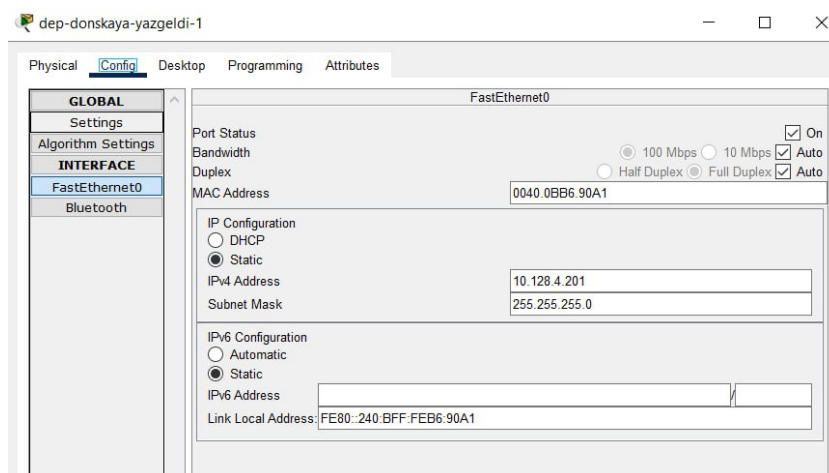 dep-donskaya-yazgeldi-1
Physical Config Desktop Programming Attributes
GLOBAL
Settings
Algorithm Settings
INTERFACE
FastEthernet0
Bluetooth
FastEthernet0
Port Status On
Bandwidth 100 Mbps 10 Mbps Auto
Duplex Half Duplex Full Duplex Auto
MAC Address 0040.0BB6.90A1
IP Configuration
DHCP
Static
IPv4 Address 10.128.4.201
Subnet Mask 255.255.255.0
IPv6 Configuration
Automatic
Static
IPv6 Address /
Link Local Address: FE80::240:BFF:FEB6:90A1